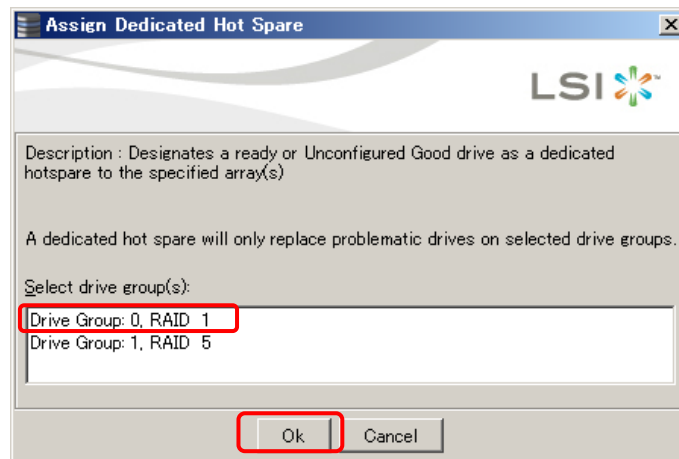 Assign Dedicated Hot Spare
LSI
Description : Designates a ready or Unconfigured Good drive as a dedicated
hotspare to the specified array(s)
A dedicated hot spare will only replace problematic drives on selected drive groups.
Select drive group(s):
Drive Group: 0, RAID 1
Drive Group: 1, RAID 5
Ok Cancel